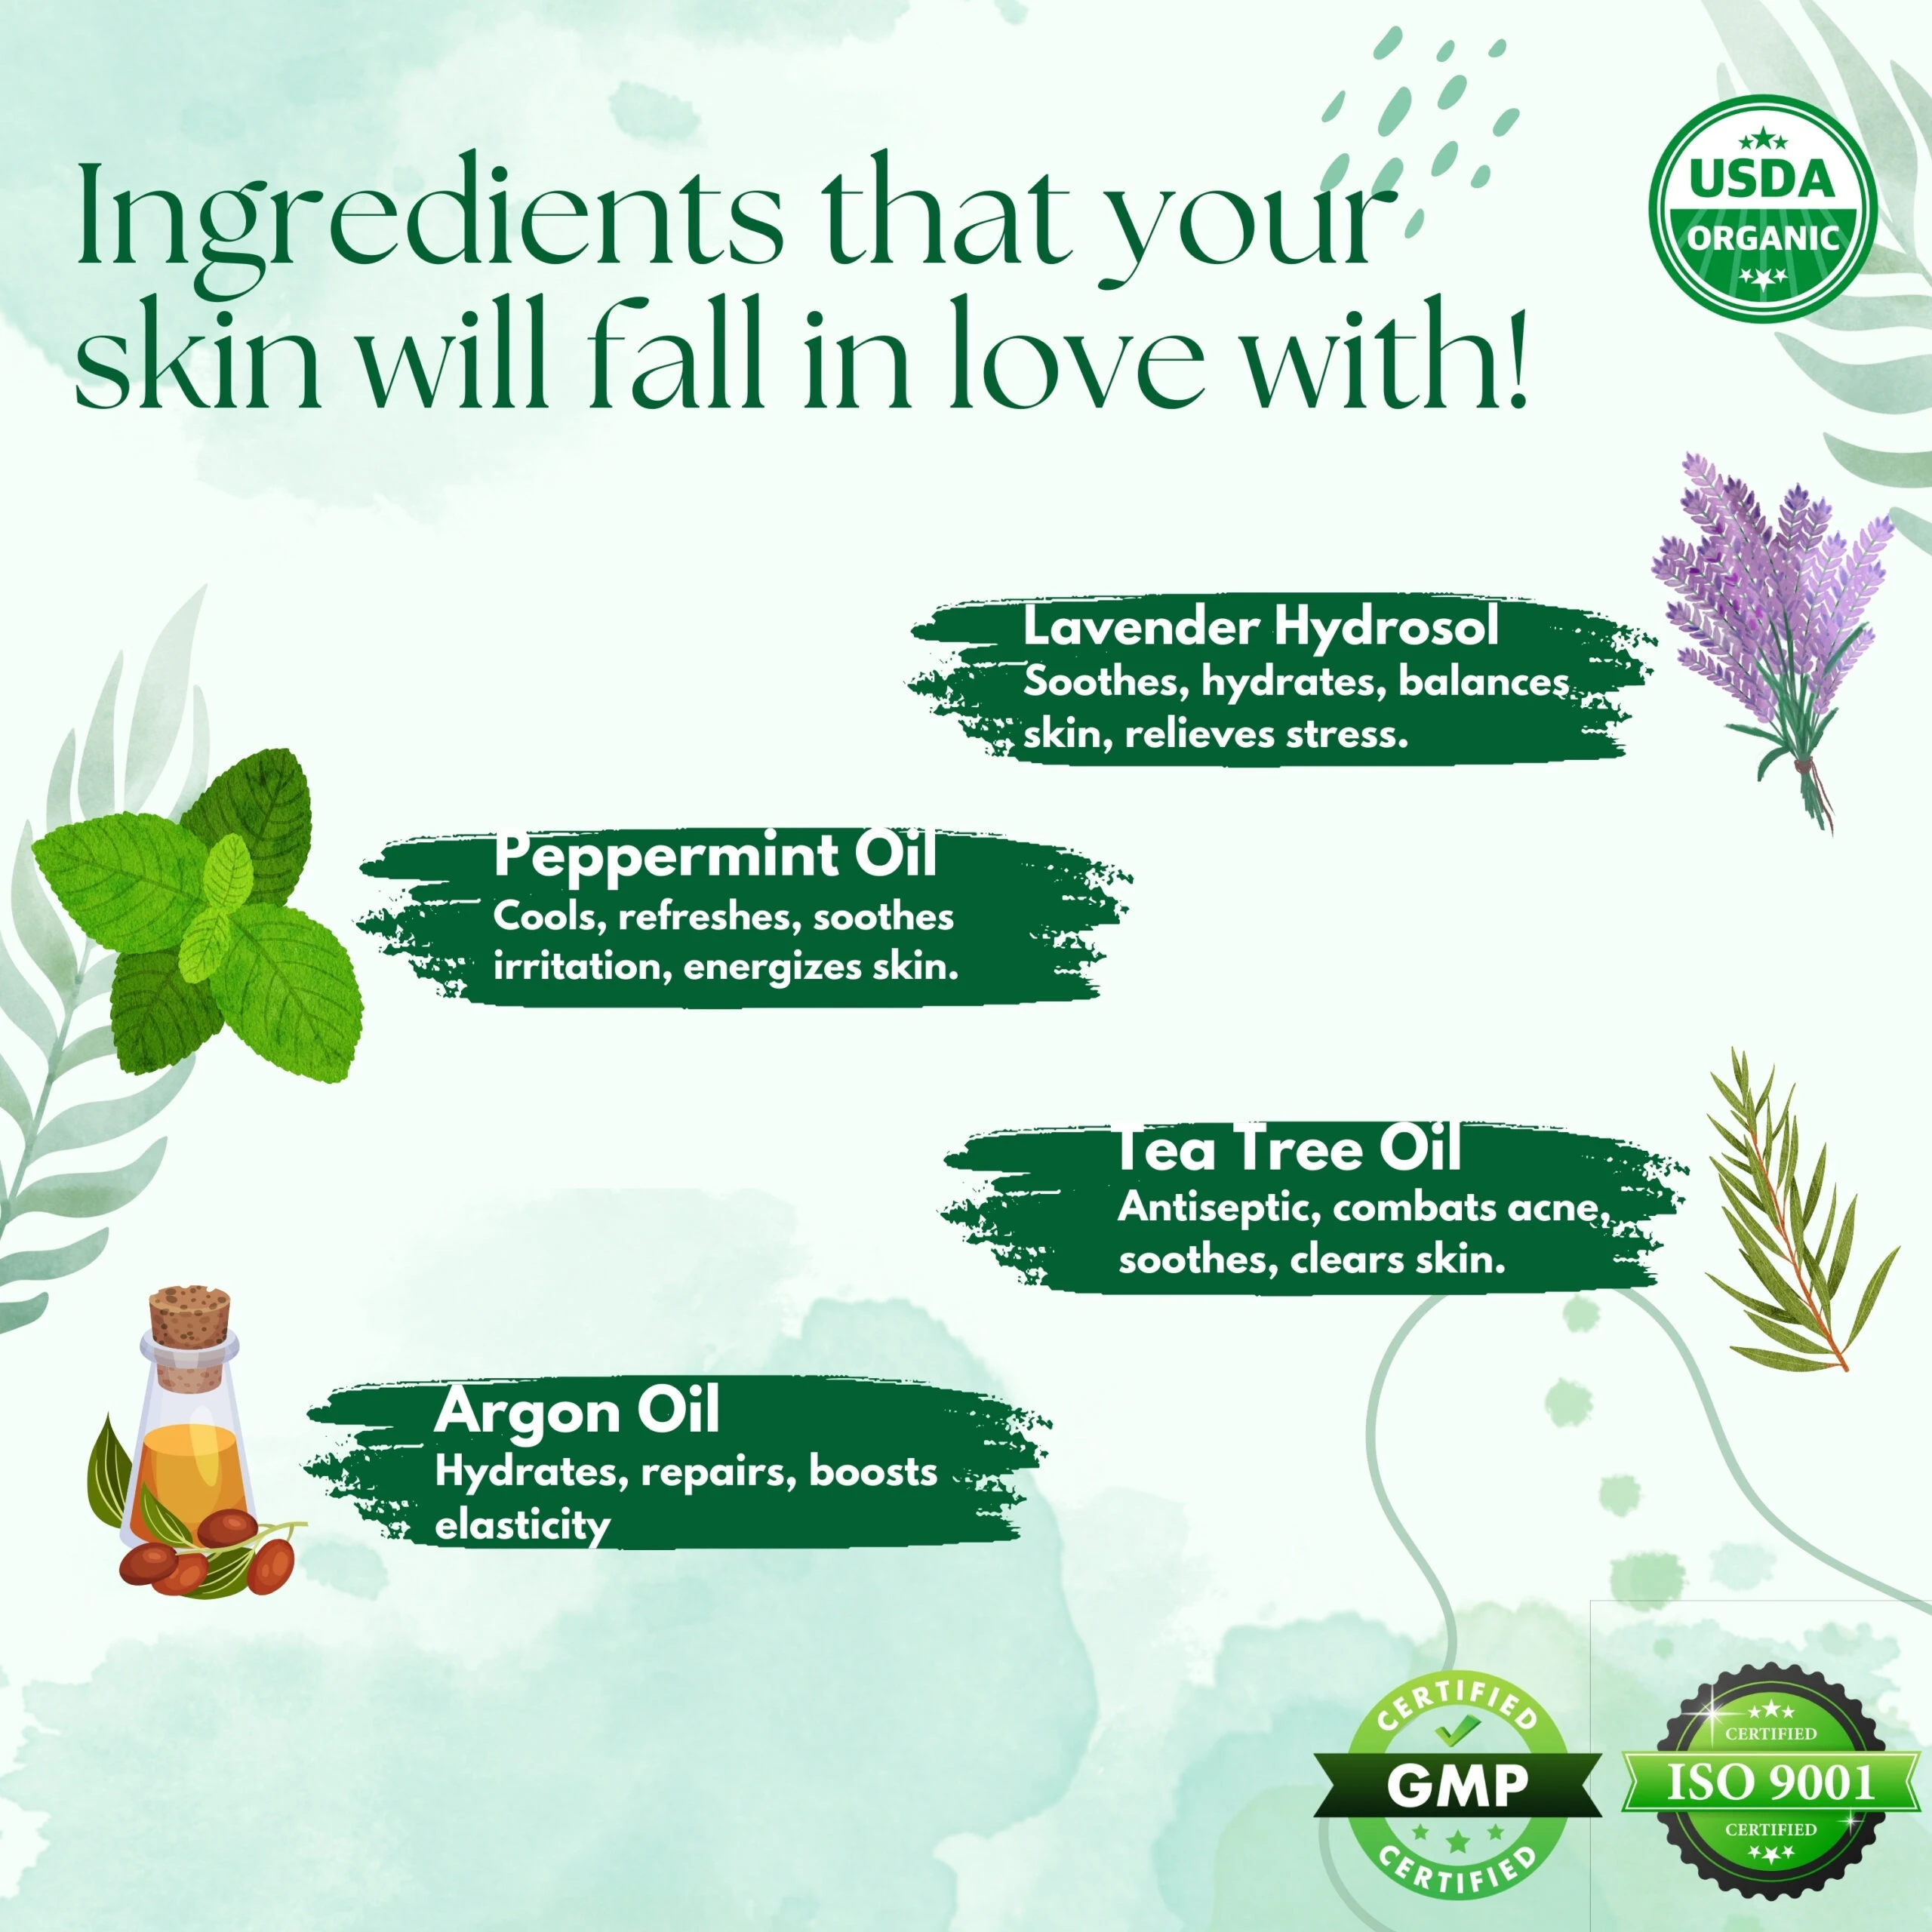 Ingredients that your
skin will fall in love with!
USDA
ORGANIC
Lavender Hydrosol
Soothes, hydrates, balances
skin, relieves stress.
Peppermint Oil
Cools, refreshes, soothes
irritation, energizes skin.
Tea Tree Oil
Antiseptic, combats acne,
soothes, clears skin.
Argon Oil
Hydrates, repairs, boosts
elasticity
CERTIFIED
GMP
CERTIFIED
CERTIFIED
ISO 9001
CERTIFIED